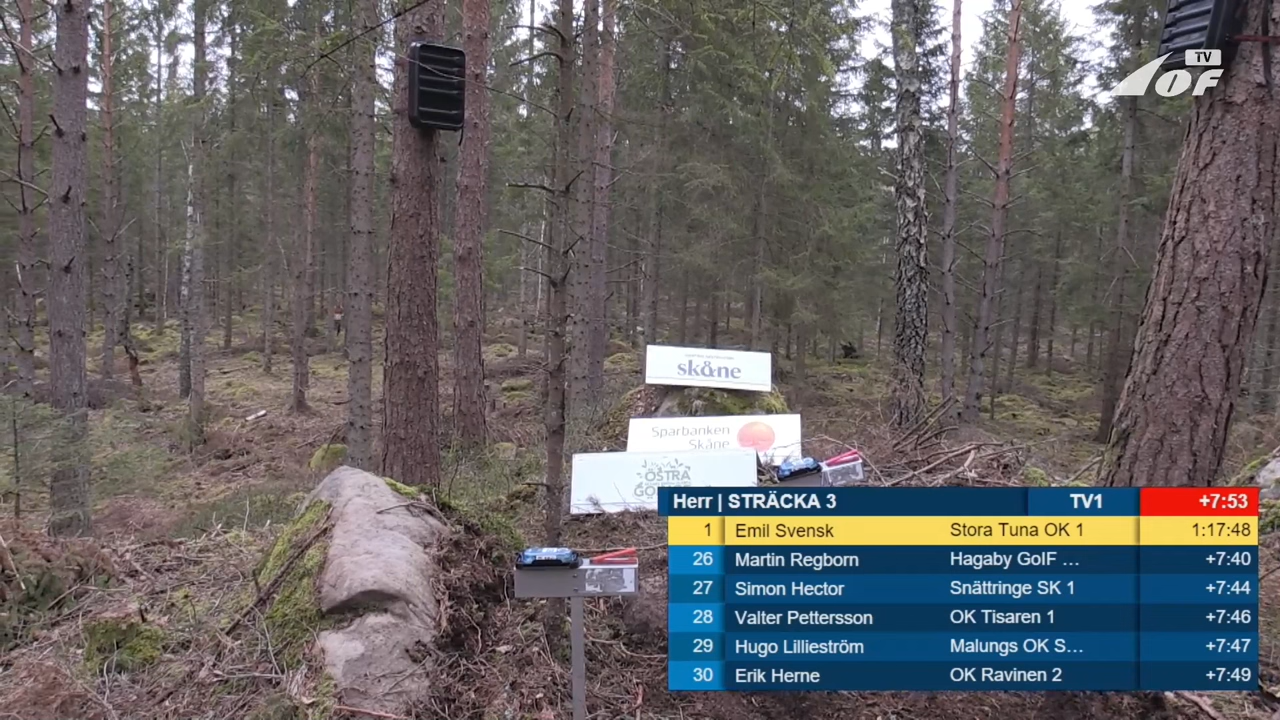 TV
OF
skåne
Sparbanken
Skåne
ÖSTRA
Herr | STRÄCKA 3 TV1 +7:53
1 Emil Svensk Stora Tuna OK 1 1:17:48
26 Martin Regborn Hagaby GoIF ... +7:40
27 Simon Hector Snättringe SK 1 +7:44
28 Valter Pettersson OK Tisaren 1 +7:46
29 Hugo Lillieström Malungs OK S... +7:47
30 Erik Herne OK Ravinen 2 +7:49